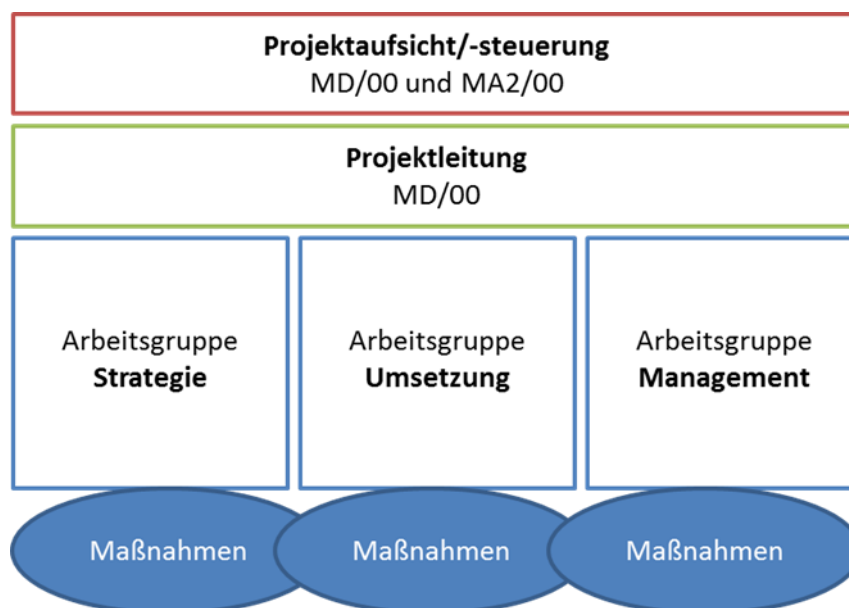 Projektaufsicht/-steuerung
MD/00 und MA2/00
Projektleitung
MD/00
Arbeitsgruppe
Strategie
Arbeitsgruppe
Umsetzung
Arbeitsgruppe
Management
Maßnahmen
Maßnahmen
Maßnahmen